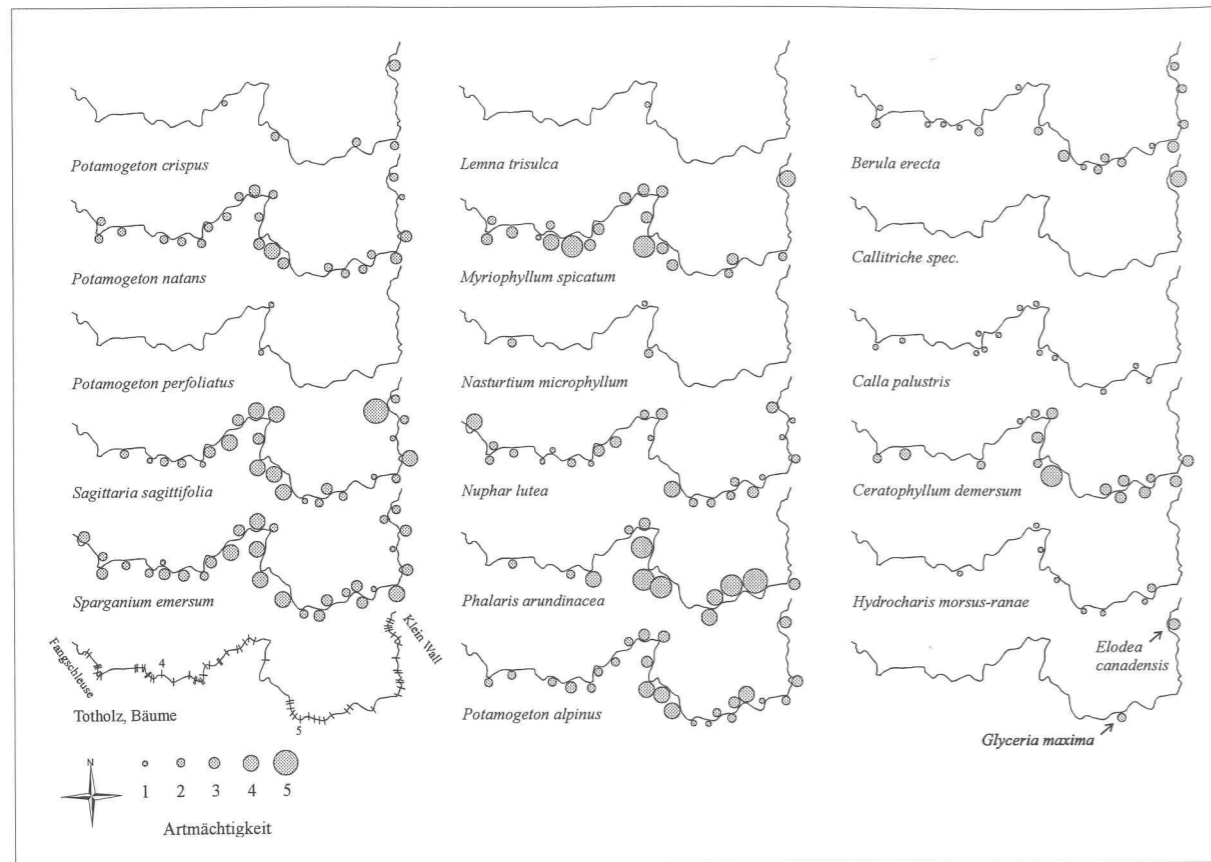 Potamogeton crispus
Potamogeton natans
Potamogeton perfoliatus
Sagittaria sagittifolia
Sparganium emersum
Fangschleuse
4
5
Klein Wall
Totholz, Bäume
Lemna trisulca
Myriophyllum spicatum
Nasturtium microphyllum
Nuphar lutea
Phalaris arundinacea
Potamogeton alpinus
Berula erecta
Callitriche spec.
Calla palustris
Ceratophyllum demersum
Hydrocharis morsus-ranae
Elodea
canadensis
Glyceria maxima
N
1 2 3 4 5
Artmächtigkeit